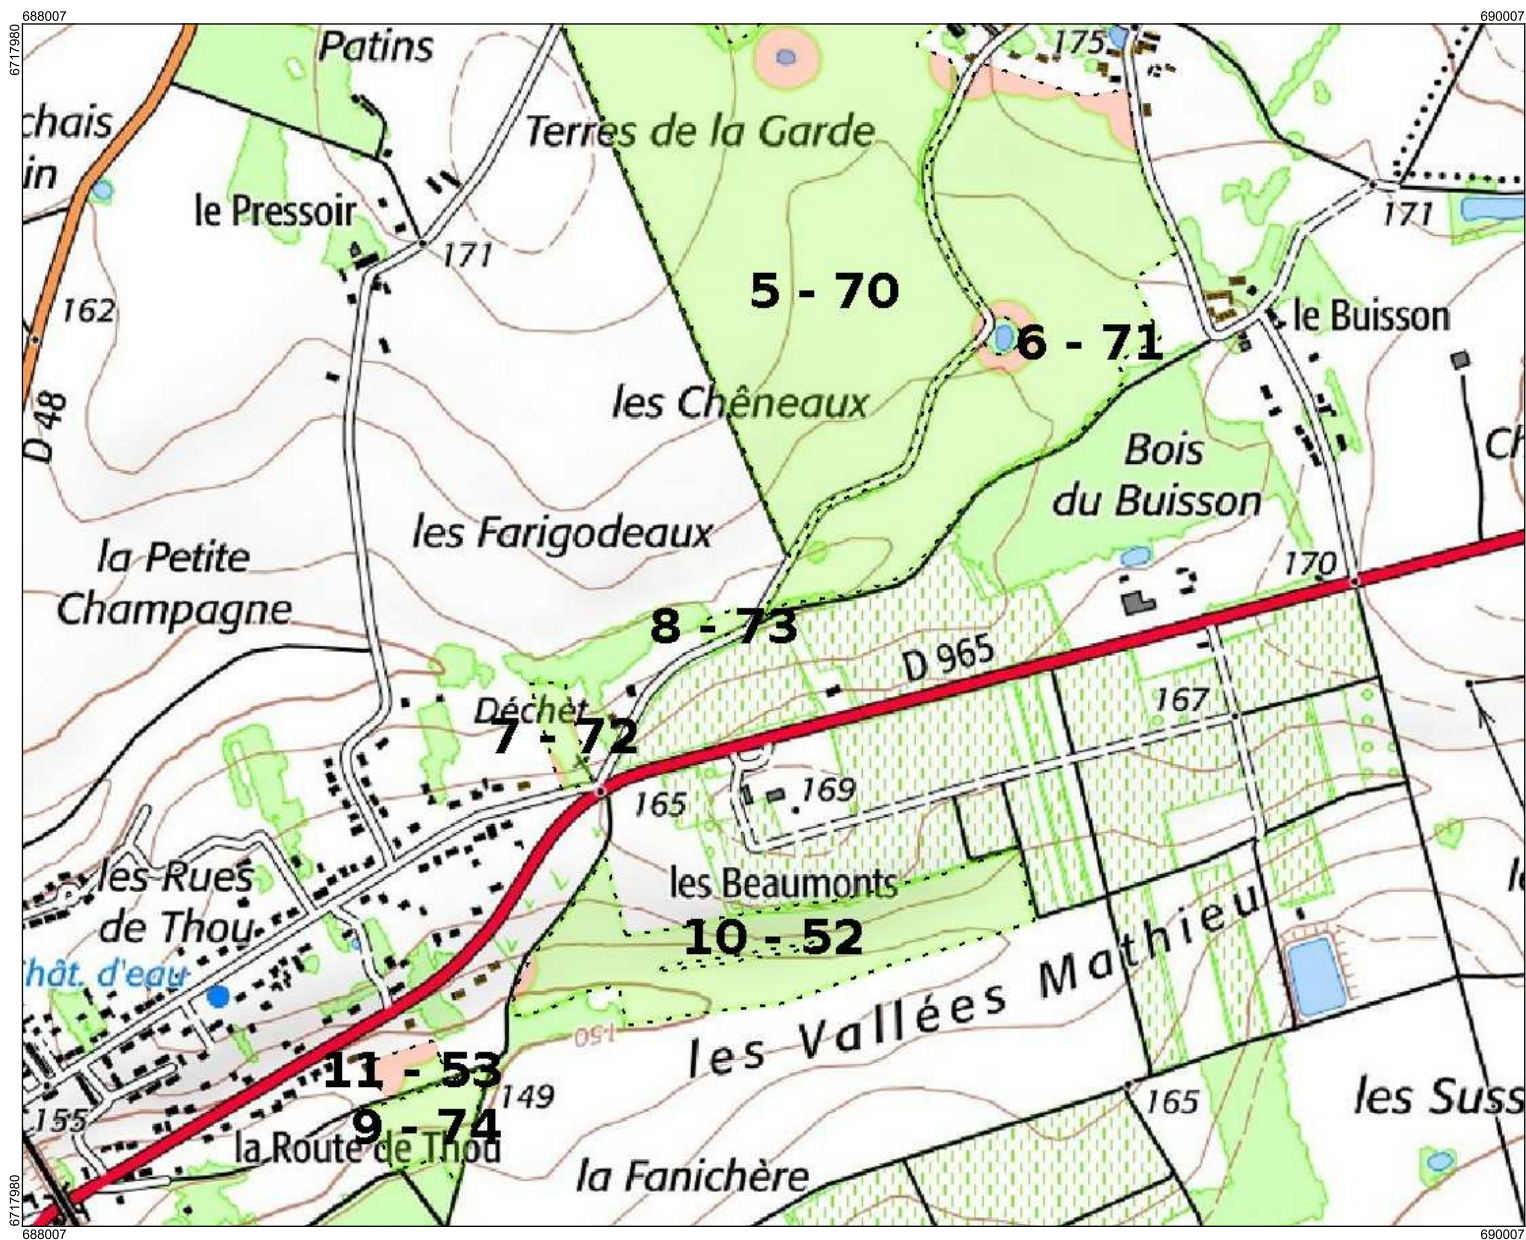 688007
690007
6717980
Patins
175
chais
in
Terres de la Garde
le Pressoir
171
171
162
5 - 70
le Buisson
6 - 71
D 48
les Chêneaux
Bois
du Buisson
Ch
les Farigodeaux
la Petite
Champagne
170
8 - 73
D 965
Déchèt
7 - 72
167
165
169
les Rues
de Thou
les Beaumonts
10 - 52
hât. d'eau
les Vallées Mathieu
150
11 - 53
149
155
9 - 74
la Route de Thou
165
les Suss
la Fanichère
6717980
688007
690007